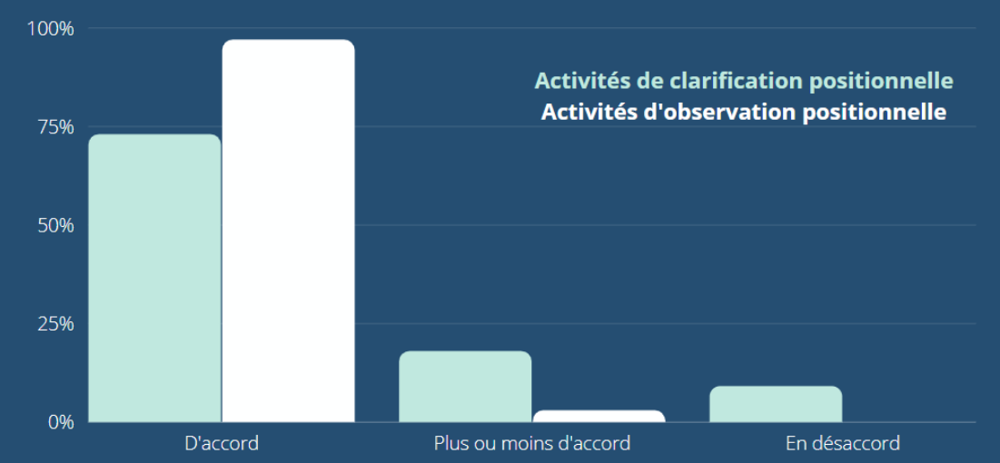 100%
Activités de clarification positionnelle
Activités d'observation positionnelle
75%
50%
25%
0%
D'accord
Plus ou moins d'accord
En désaccord